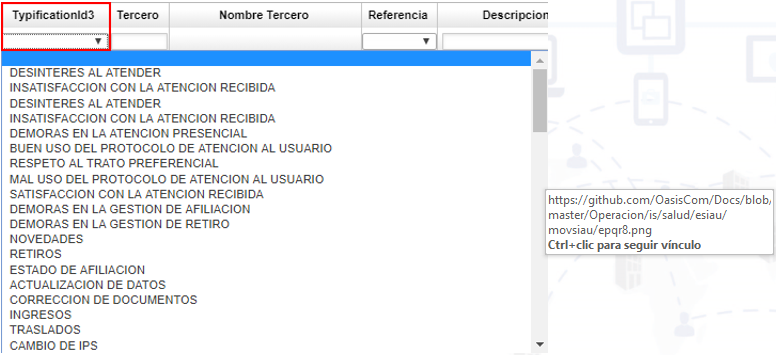 TypificationId3 Tercero Nombre Tercero Referencia Descripcion
DESINTERES AL ATENDER
INSATISFACCION CON LA ATENCION RECIBIDA
DESINTERES AL ATENDER
INSATISFACCION CON LA ATENCION RECIBIDA
DEMORAS EN LA ATENCION PRESENCIAL
BUEN USO DEL PROTOCOLO DE ATENCION AL USUARIO
RESPETO AL TRATO PREFERENCIAL
MAL USO DEL PROTOCOLO DE ATENCION AL USUARIO
SATISFACCION CON LA ATENCION RECIBIDA
DEMORAS EN LA GESTION DE AFILIACION
DEMORAS EN LA GESTION DE RETIRO
NOVEDADES
RETIROS
ESTADO DE AFILIACION
ACTUALIZACION DE DATOS
CORRECCION DE DOCUMENTOS
INGRESOS
TRASLADOS
CAMBIO DE IPS
https://github.com/OasisCom/Docs/blob/
master/Operacion/is/salud/esiau/
movsiau/epqr8.png
Ctrl+clic para seguir vínculo